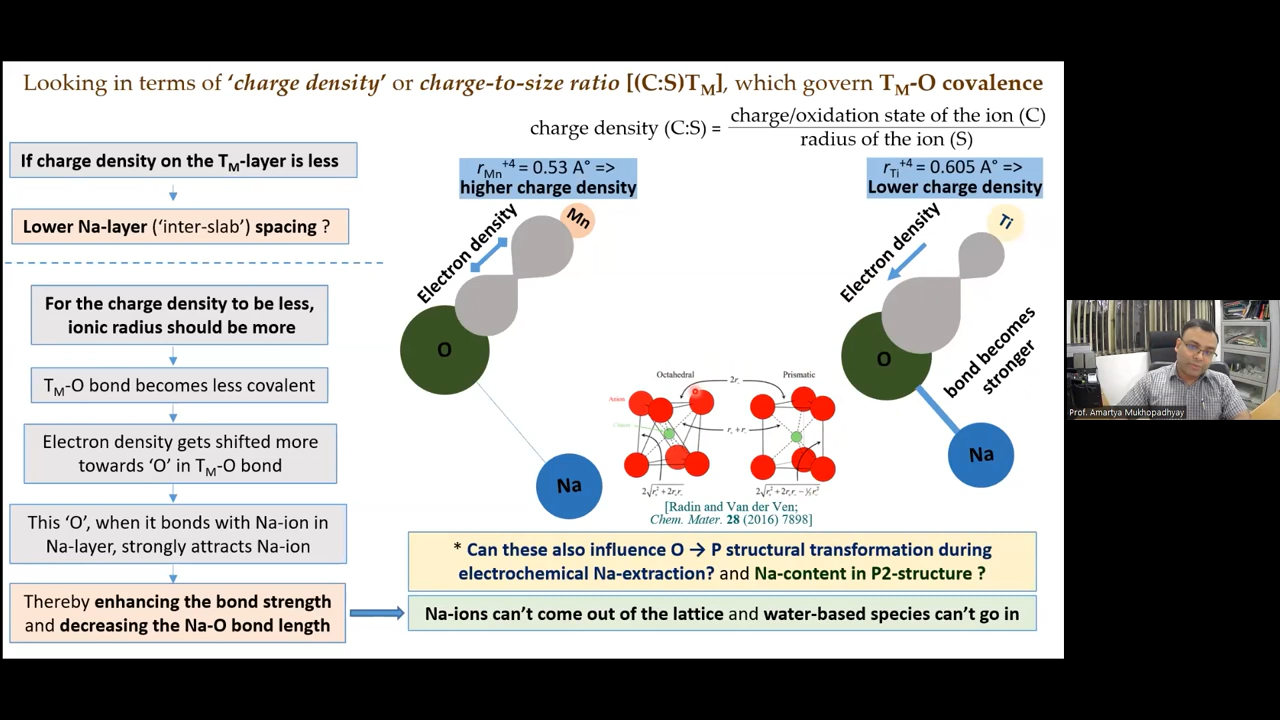 Looking in terms of ‘charge density’ or charge-to-size ratio [(C:S)TM], which govern TM-O covalence
charge density (C:S) = charge/oxidation state of the ion (C)
radius of the ion (S)
If charge density on the TM-layer is less
Lower Na-layer (‘inter-slab’) spacing ?
For the charge density to be less,
ionic radius should be more
TM-O bond becomes less covalent
Electron density gets shifted more
towards ‘O’ in TM-O bond
This ‘O’, when it bonds with Na-ion in
Na-layer, strongly attracts Na-ion
Thereby enhancing the bond strength
and decreasing the Na-O bond length
rMn+4 = 0.53 A° =>
higher charge density
Electron density
Mn
O
Na
rTi+4 = 0.605 A° =>
Lower charge density
Electron density
Ti
O
bond becomes
stronger
Na
Octahedral
Prismatic
Anion
2r
[Radin and Van der Ven;
Chem. Mater. 28 (2016) 7898]
* Can these also influence O → P structural transformation during
electrochemical Na-extraction? and Na-content in P2-structure ?
Na-ions can’t come out of the lattice and water-based species can’t go in
Prof. Amartya Mukhopadhyay